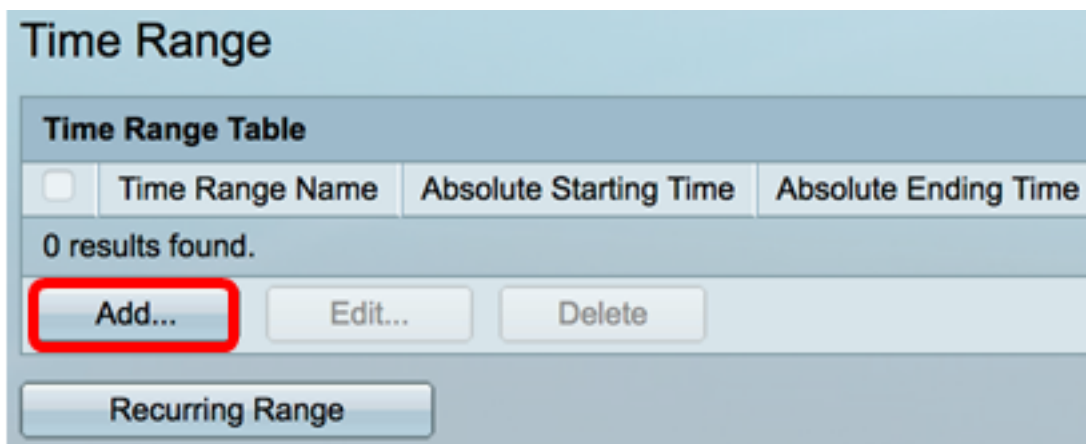 Time Range
Time Range Table
Time Range Name Absolute Starting Time Absolute Ending Time
0 results found.
Add... Edit... Delete
Recurring Range